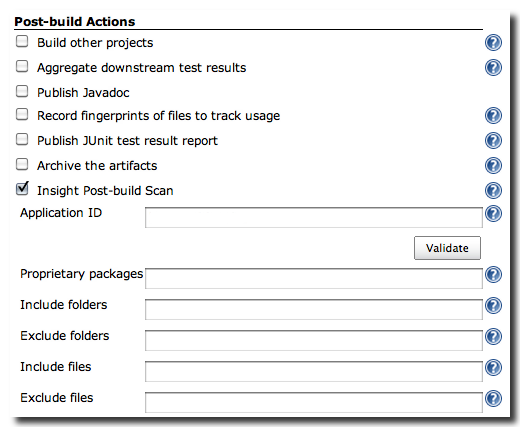 Post-build Actions
Build other projects
Aggregate downstream test results
Publish Javadoc
Record fingerprints of files to track usage
Publish JUnit test result report
Archive the artifacts
Insight Post-build Scan
Application ID
Validate
Proprietary packages
Include folders
Exclude folders
Include files
Exclude files